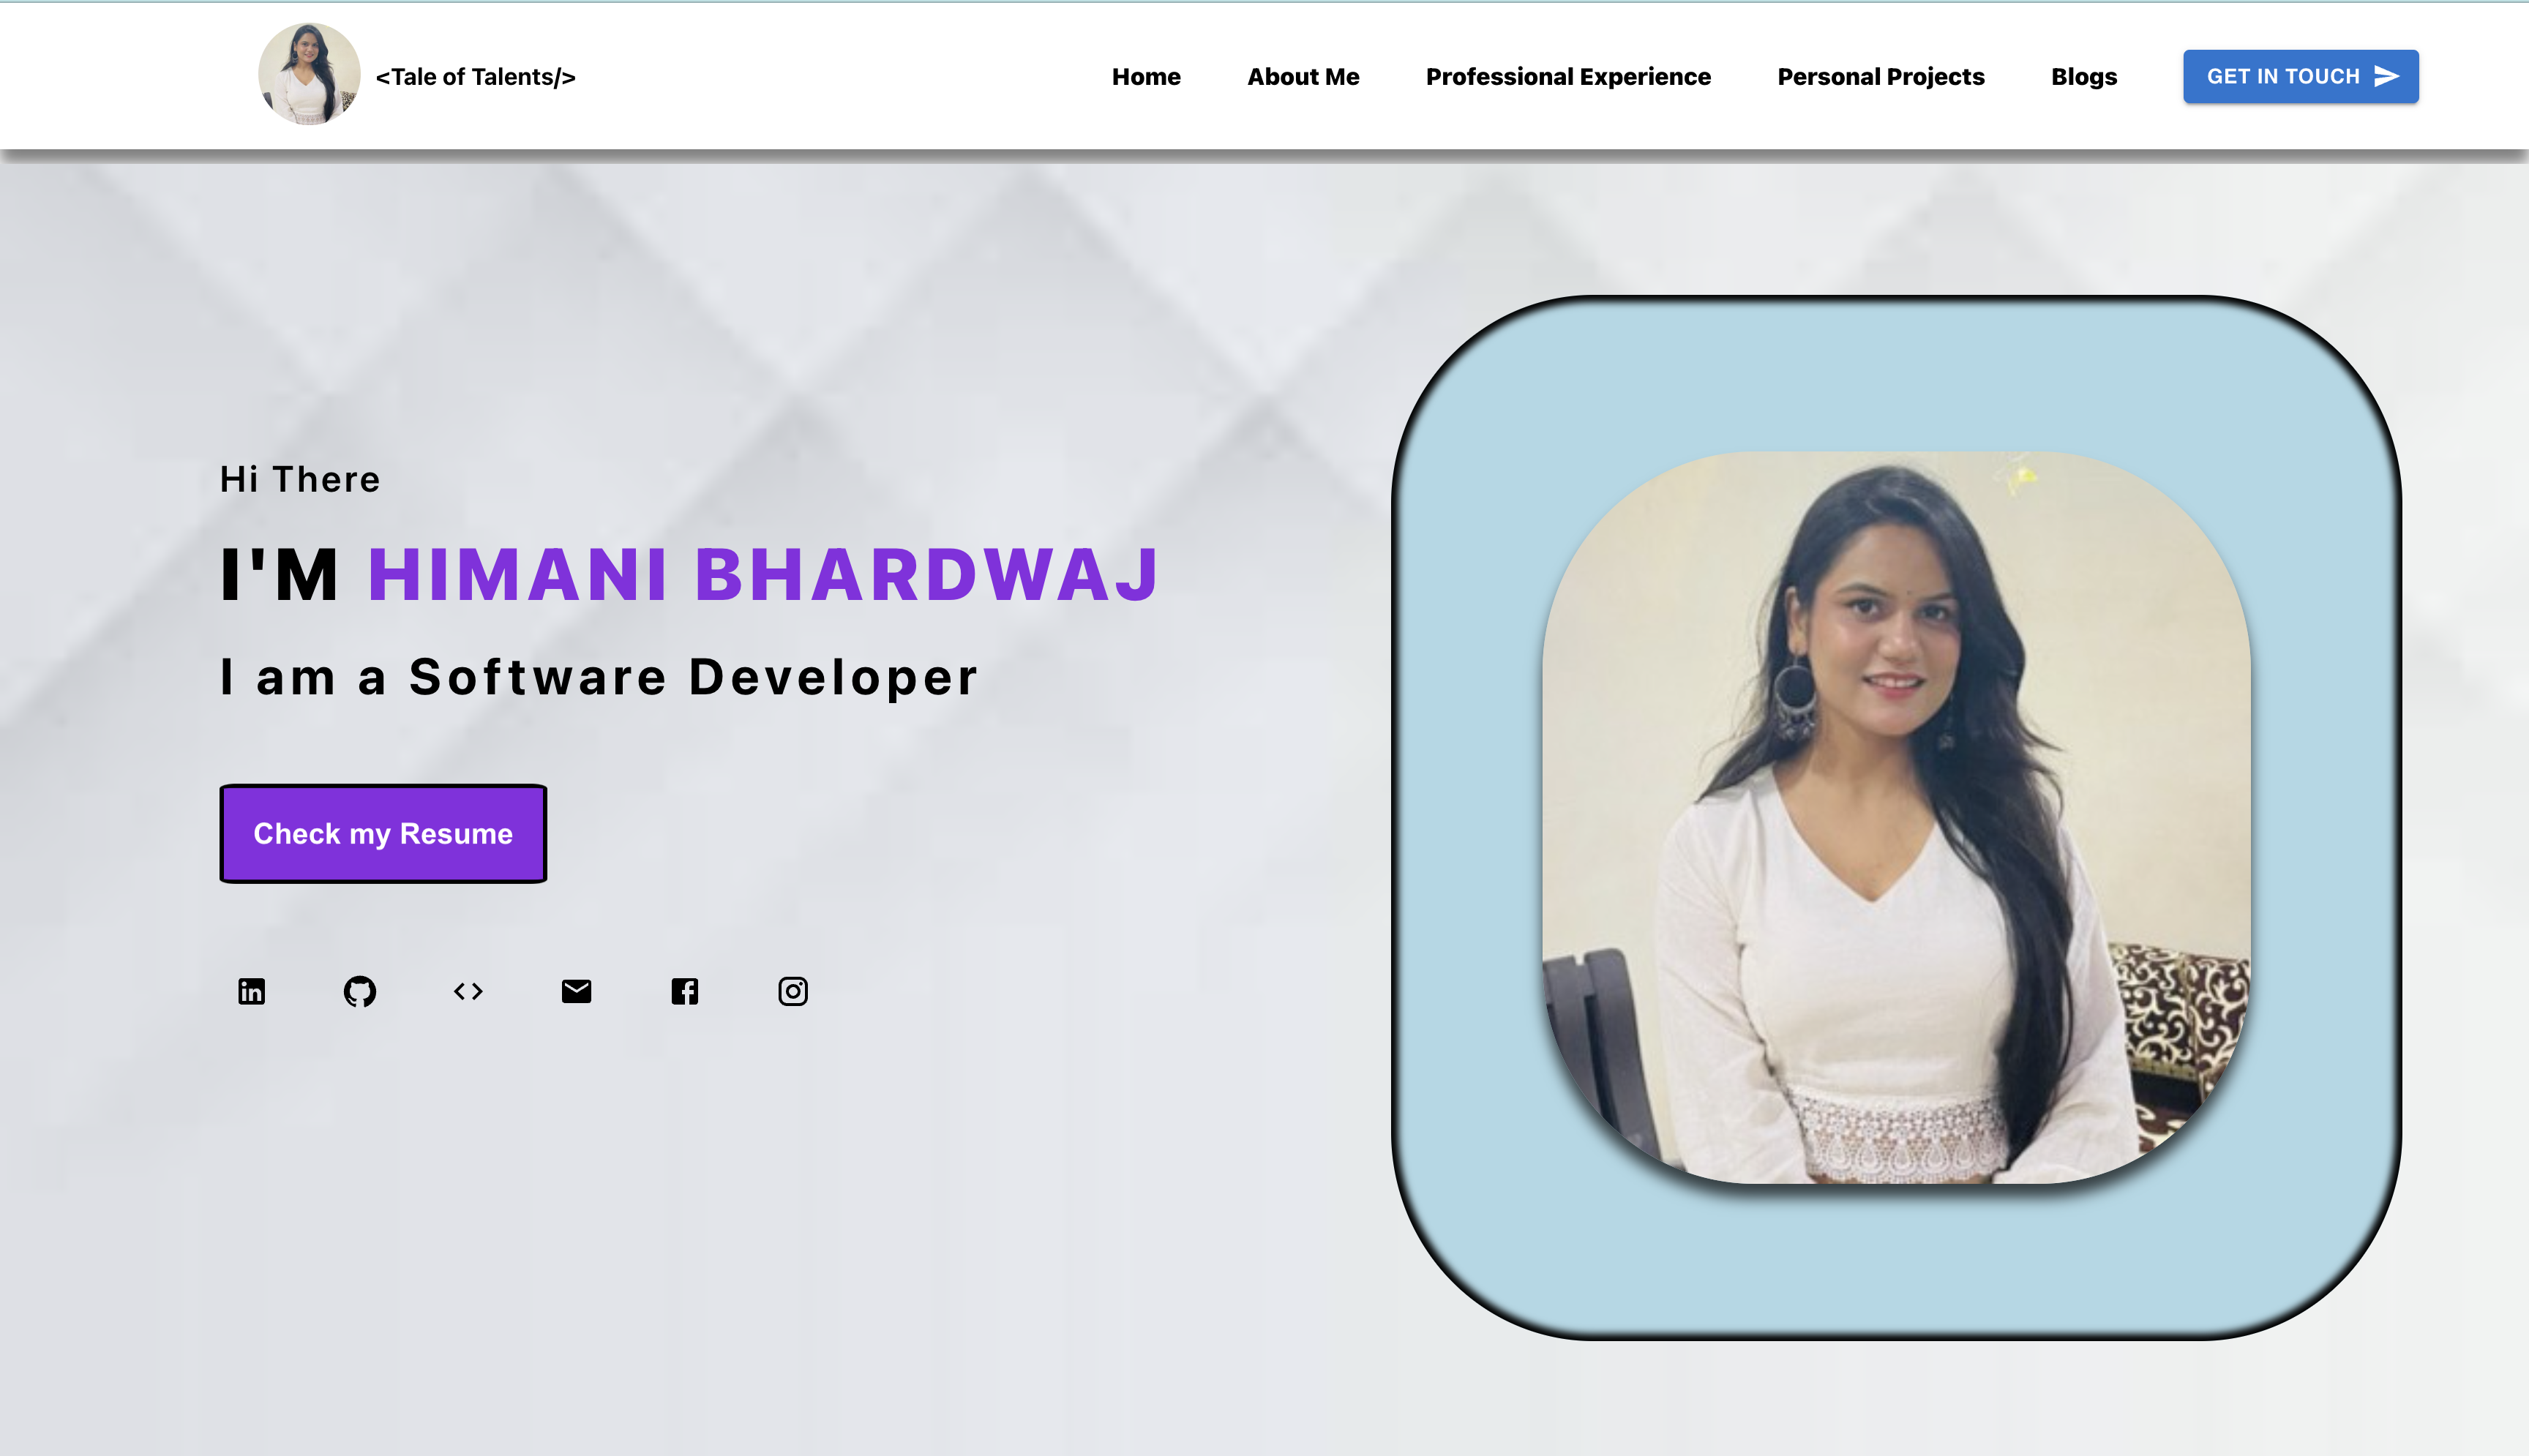 <Tale of Talents/>
Home About Me Professional Experience Personal Projects Blogs GET IN TOUCH
Hi There
I'M HIMANI BHARDWAJ
I am a Software Developer
Check my Resume